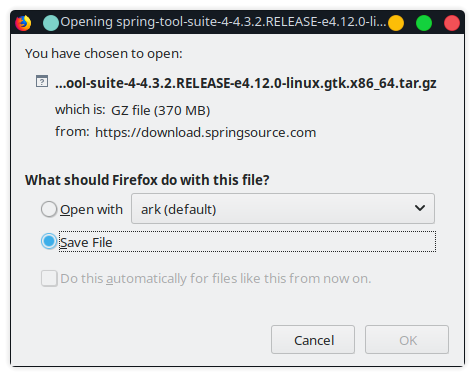 Opening spring-tool-suite-4-4.3.2.RELEASE-e4.12.0-li...
You have chosen to open:
...ool-suite-4-4.3.2.RELEASE-e4.12.0-linux.gtk.x86_64.tar.gz
which is: GZ file (370 MB)
from: https://download.springsource.com
What should Firefox do with this file?
Open with ark (default)
Save File
Do this automatically for files like this from now on.
Cancel OK